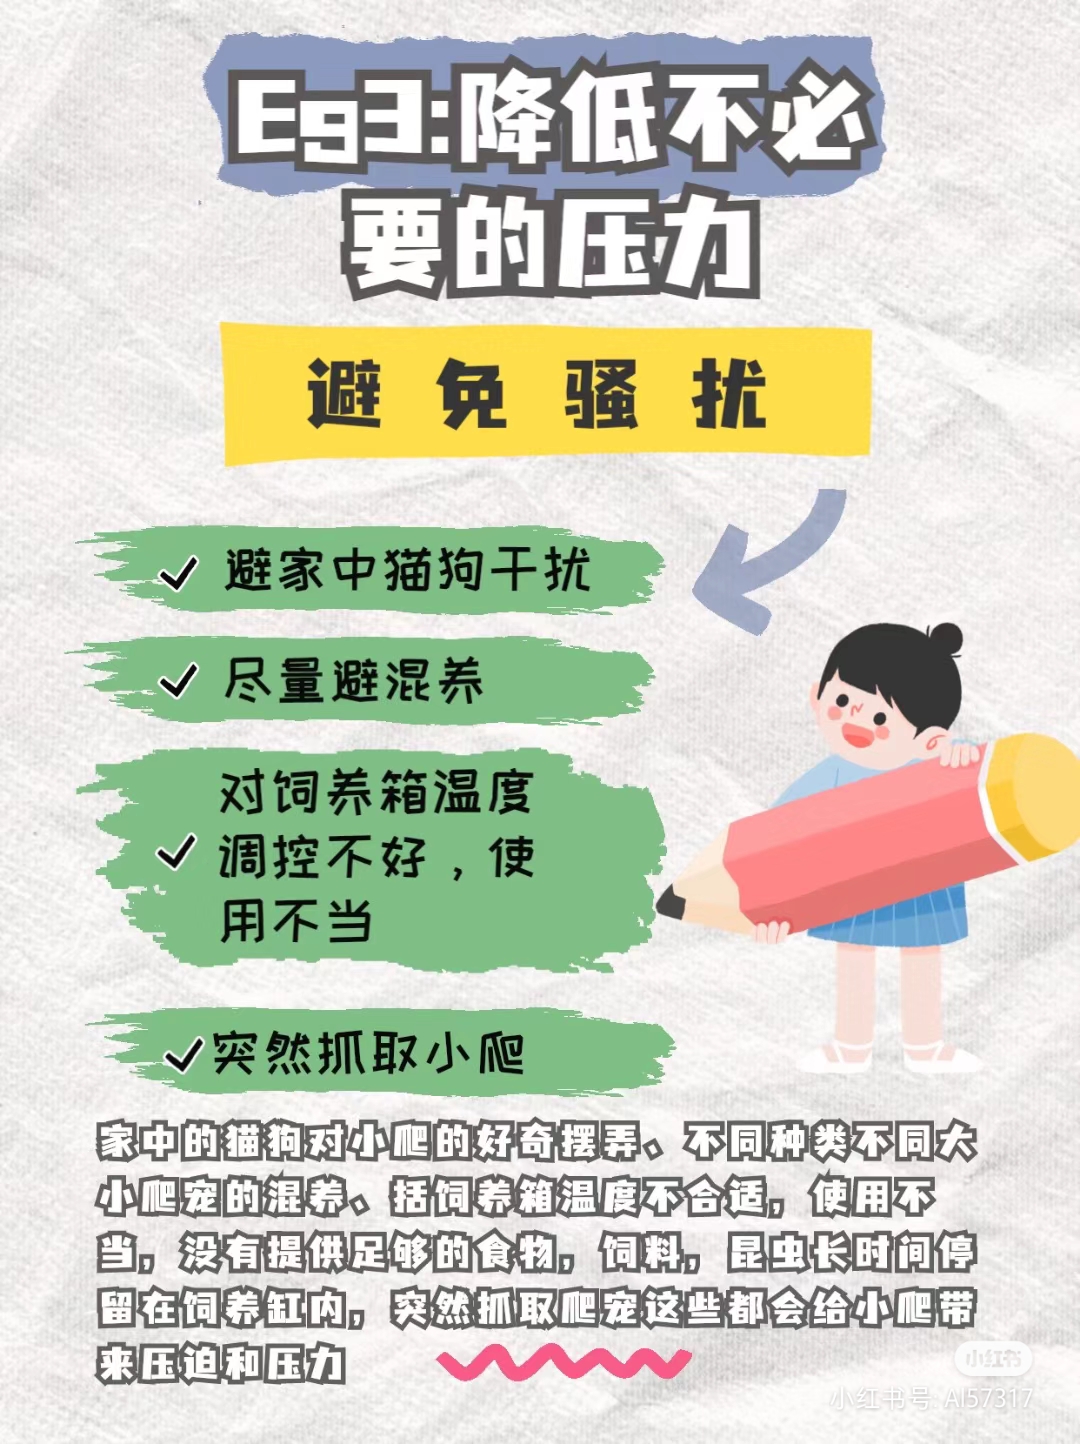 Eg3:降低不必
要的压力
避免骚扰
避家中猫狗干扰
尽量避混养
对饲养箱温度
调控不好，使
用不当
突然抓取小爬
家中的猫狗对小爬的好奇摆弄、不同种类不同大
小爬宠的混养、括饲养箱温度不合适，使用不
当，没有提供足够的食物，饲料，昆虫长时间停
留在饲养缸内，突然抓取爬宠这些都会给小爬带
来压迫和压力
小红书
小红书号: AI57317